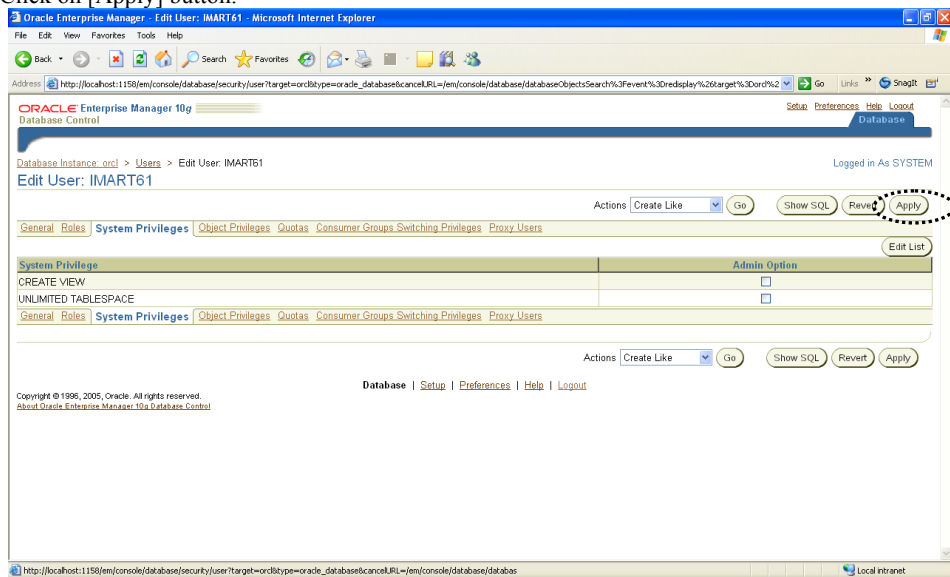 Click on [Apply] button.
Oracle Enterprise Manager - Edit User: IMART61 - Microsoft Internet Explorer
File Edit View Favorites Tools Help
Back Search Favorites
Address http://localhost:1158/em/console/database/security/user?target=orcl&type=oracle_database&cancelURL=/em/console/database/databaseObjectsSearch%3Fevent%3Dredisplay%26target%3Dorcl%2 Go Links » SnagIt
ORACLE Enterprise Manager 10g
Database Control
Setup Preferences Help Logout
Database
Database Instance: orcl > Users > Edit User: IMART61
Logged in As SYSTEM
Edit User: IMART61
Actions Create Like Go Show SQL Revert Apply
General Roles System Privileges Object Privileges Quotas Consumer Groups Switching Privileges Proxy Users
Edit List
System Privilege Admin Option
CREATE VIEW
UNLIMITED TABLESPACE
General Roles System Privileges Object Privileges Quotas Consumer Groups Switching Privileges Proxy Users
Actions Create Like Go Show SQL Revert Apply
Database | Setup | Preferences | Help | Logout
Copyright © 1996, 2005, Oracle. All rights reserved.
About Oracle Enterprise Manager 10g Database Control
http://localhost:1158/em/console/database/security/user?target=orcl&type=oracle_database&cancelURL=/em/console/database/databas
Local intranet